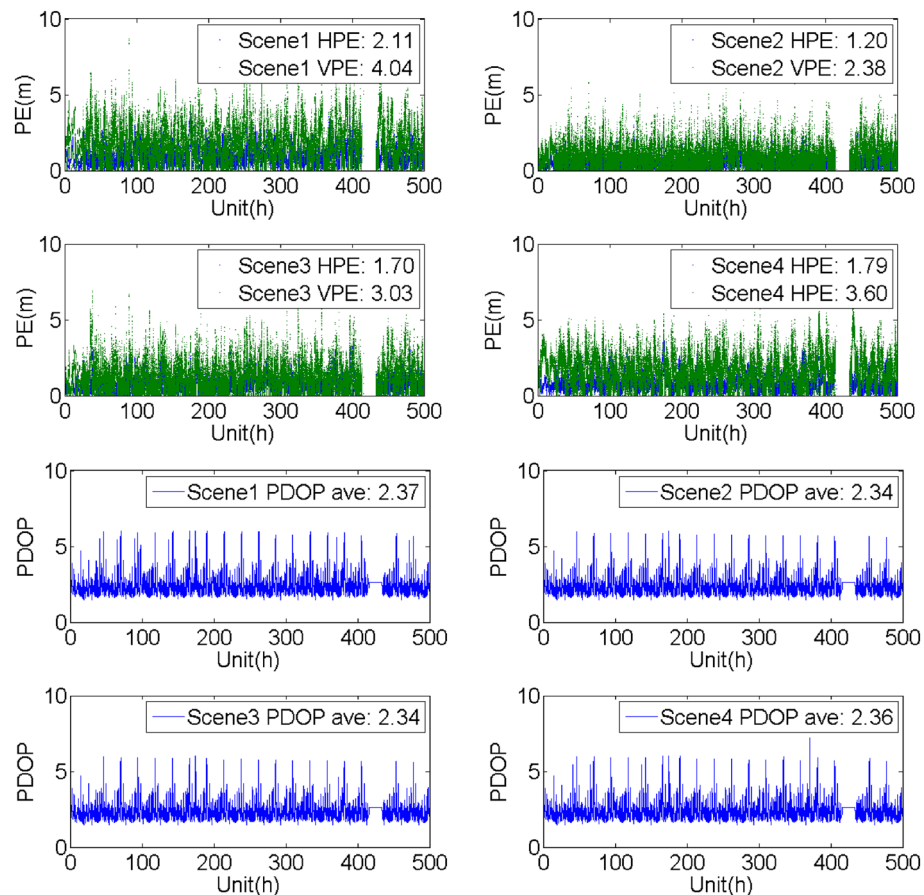 10
5
0
PE(m)
Scene1 HPE: 2.11
Scene1 VPE: 4.04
0 100 200 300 400 500
Unit(h)
10
5
0
PE(m)
Scene2 HPE: 1.20
Scene2 VPE: 2.38
0 100 200 300 400 500
Unit(h)
10
5
0
PE(m)
Scene3 HPE: 1.70
Scene3 VPE: 3.03
0 100 200 300 400 500
Unit(h)
10
5
0
PE(m)
Scene4 HPE: 1.79
Scene4 HPE: 3.60
0 100 200 300 400 500
Unit(h)
10
5
0
PDOP
Scene1 PDOP ave: 2.37
0 100 200 300 400 500
Unit(h)
10
5
0
PDOP
Scene2 PDOP ave: 2.34
0 100 200 300 400 500
Unit(h)
10
5
0
PDOP
Scene3 PDOP ave: 2.34
0 100 200 300 400 500
Unit(h)
10
5
0
PDOP
Scene4 PDOP ave: 2.36
0 100 200 300 400 500
Unit(h)